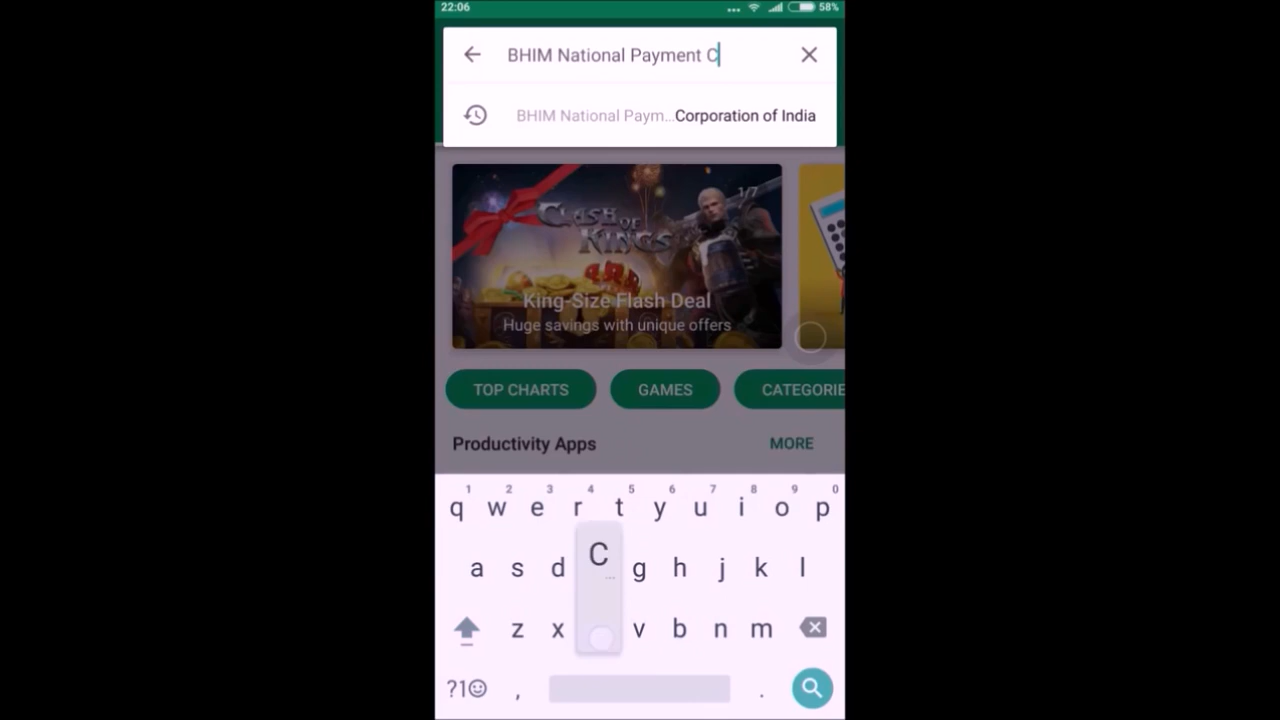 22:06 ... 58%
BHIM National Payment C
BHIM National Paym...Corporation of India
1/7
CLASH OF KINGS
King-Size Flash Deal
Huge savings with unique offers
TOP CHARTS GAMES CATEGORIE
Productivity Apps MORE
1 2 3 4 5 6 7 8 9 0
q w e r t y u i o p
a s d C g h j k l
z x v b n m
?1 , .